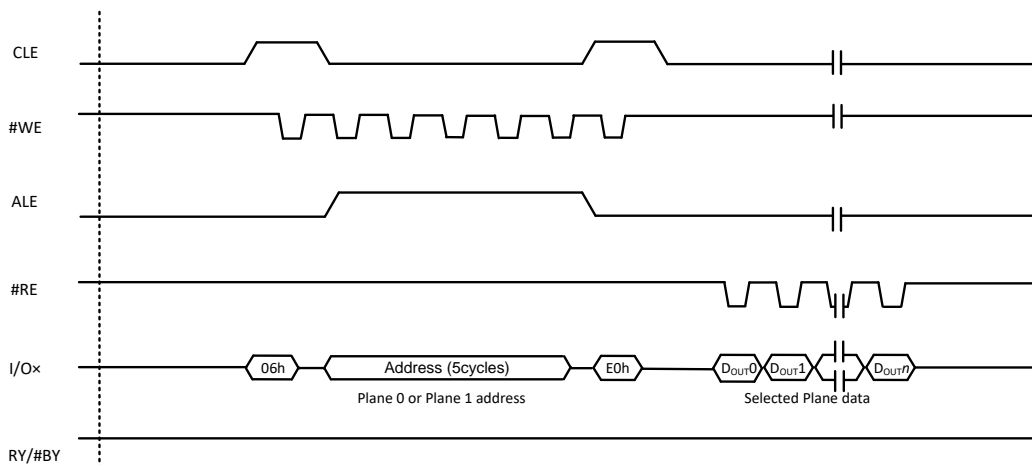 CLE
#WE
ALE
#RE
I/O× 06h Address (5cycles) E0h DOUT0 DOUT1 DOUTn
Plane 0 or Plane 1 address Selected Plane data
RY/#BY